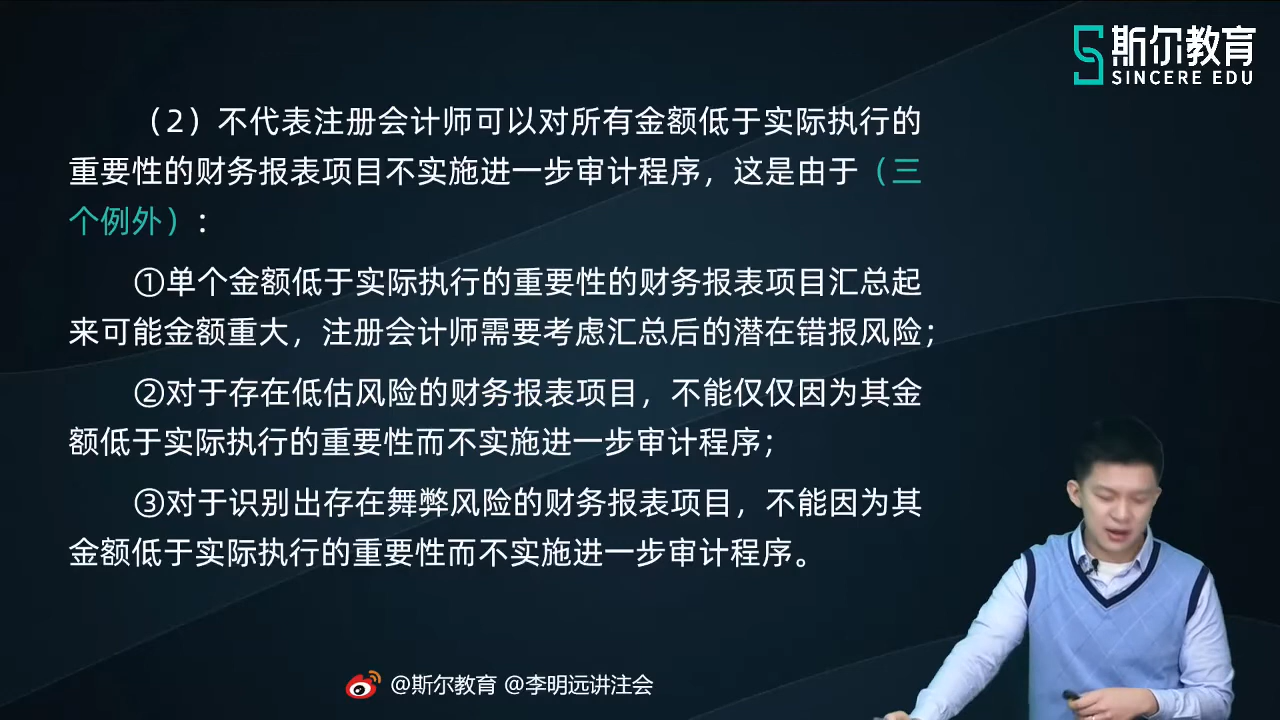 斯尔教育
SINCERE EDU
（2）不代表注册会计师可以对所有金额低于实际执行的
重要性的财务报表项目不实施进一步审计程序，这是由于（三
个例外）：
①单个金额低于实际执行的重要性的财务报表项目汇总起
来可能金额重大，注册会计师需要考虑汇总后的潜在错报风险；
②对于存在低估风险的财务报表项目，不能仅仅因为其金
额低于实际执行的重要性而不实施进一步审计程序；
③对于识别出存在舞弊风险的财务报表项目，不能因为其
金额低于实际执行的重要性而不实施进一步审计程序。
@斯尔教育 @李明远讲注会